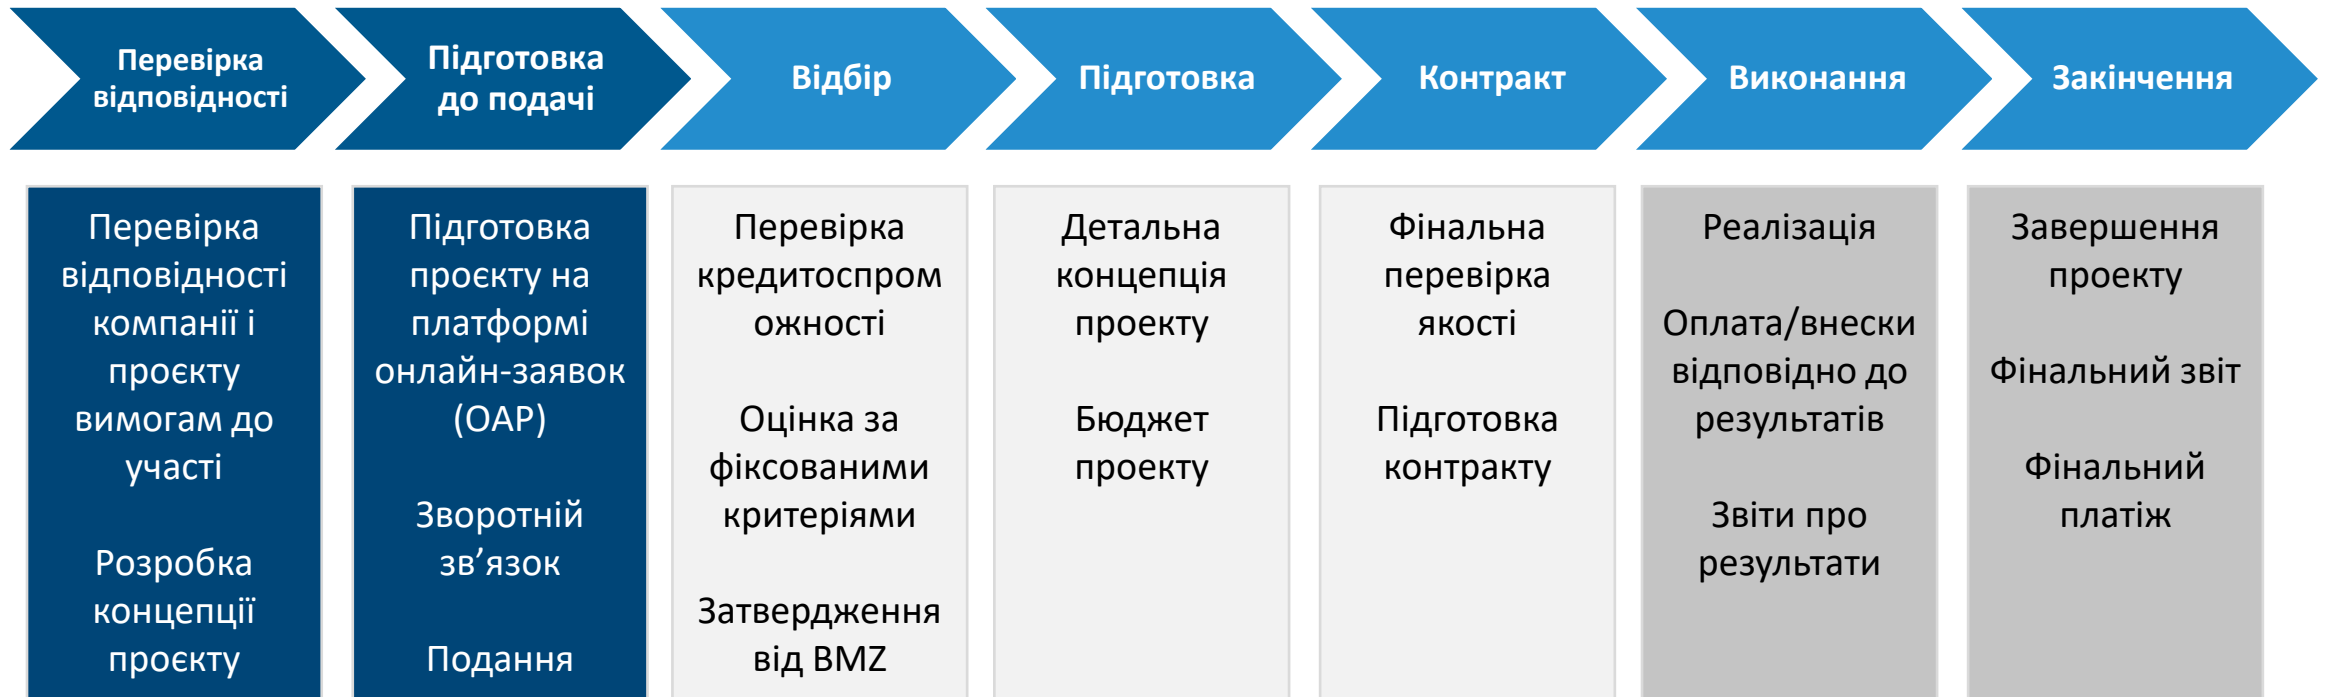 Перевірка
відповідності
Підготовка
до подачі
Відбір
Підготовка
Контракт
Виконання
Закінчення
Перевірка
відповідності
компанії і
проєкту
вимогам до
участі
Розробка
концепції
проєкту
Підготовка
проєкту на
платформі
онлайн-заявок
(OAP)
Зворотній
зв’язок
Подання
Перевірка
кредитоспром
ожності
Оцінка за
фіксованими
критеріями
Затвердження
від BMZ
Детальна
концепція
проекту
Бюджет
проекту
Фінальна
перевірка
якості
Підготовка
контракту
Реалізація
Оплата/внески
відповідно до
результатів
Звіти про
результати
Завершення
проекту
Фінальний звіт
Фінальний
платіж